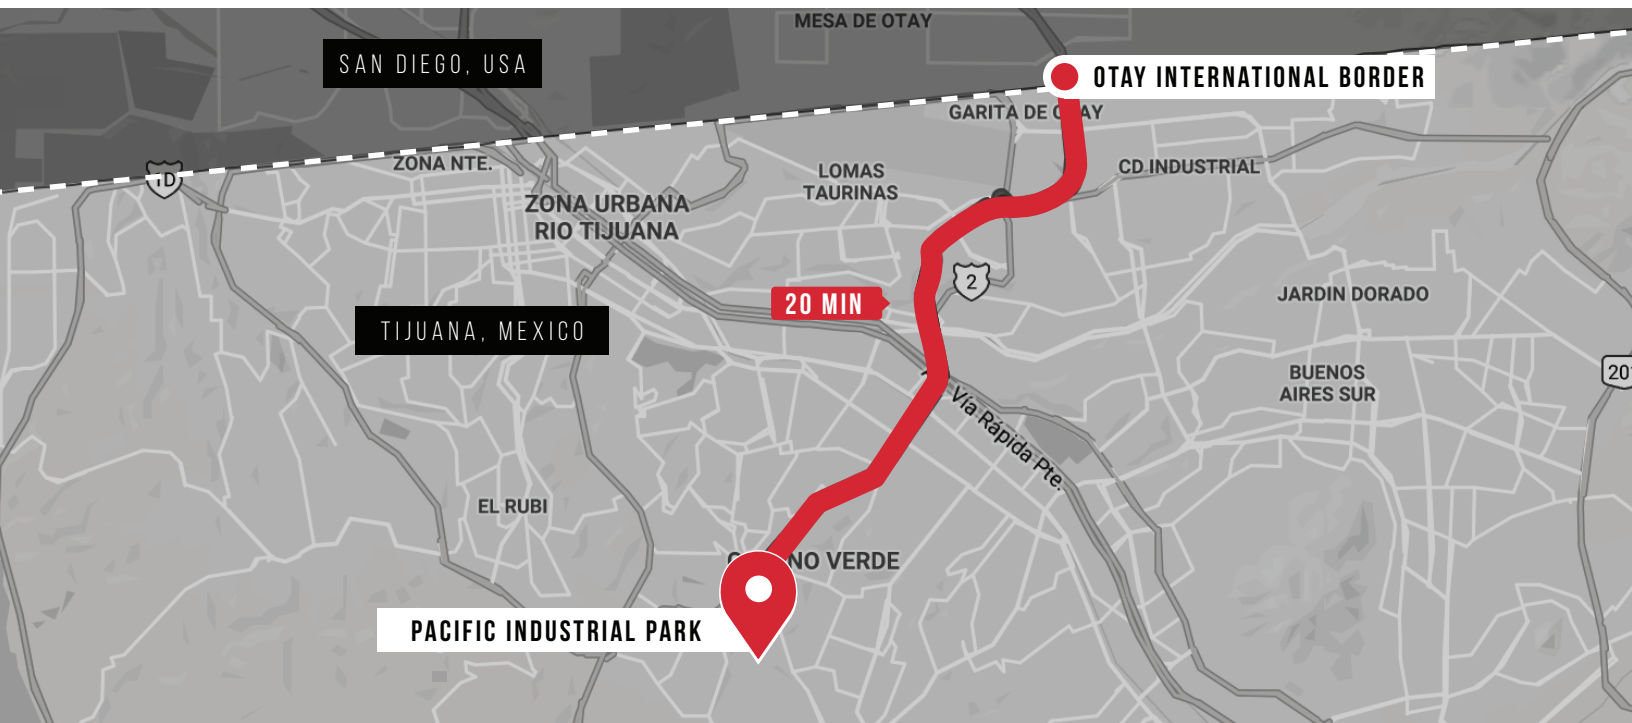 MESA DE OTAY
SAN DIEGO, USA
OTAY INTERNATIONAL BORDER
GARITA DE
ZONA NTE.
CD INDUSTRIAL
LOMAS
TAURINAS
1D
ZONA URBANA
RIO TIJUANA
2
20 MIN
JARDIN DORADO
TIJUANA, MEXICO
BUENOS
AIRES SUR
20
Vía Rápida Pte.
EL RUBI
NO VERDE
PACIFIC INDUSTRIAL PARK